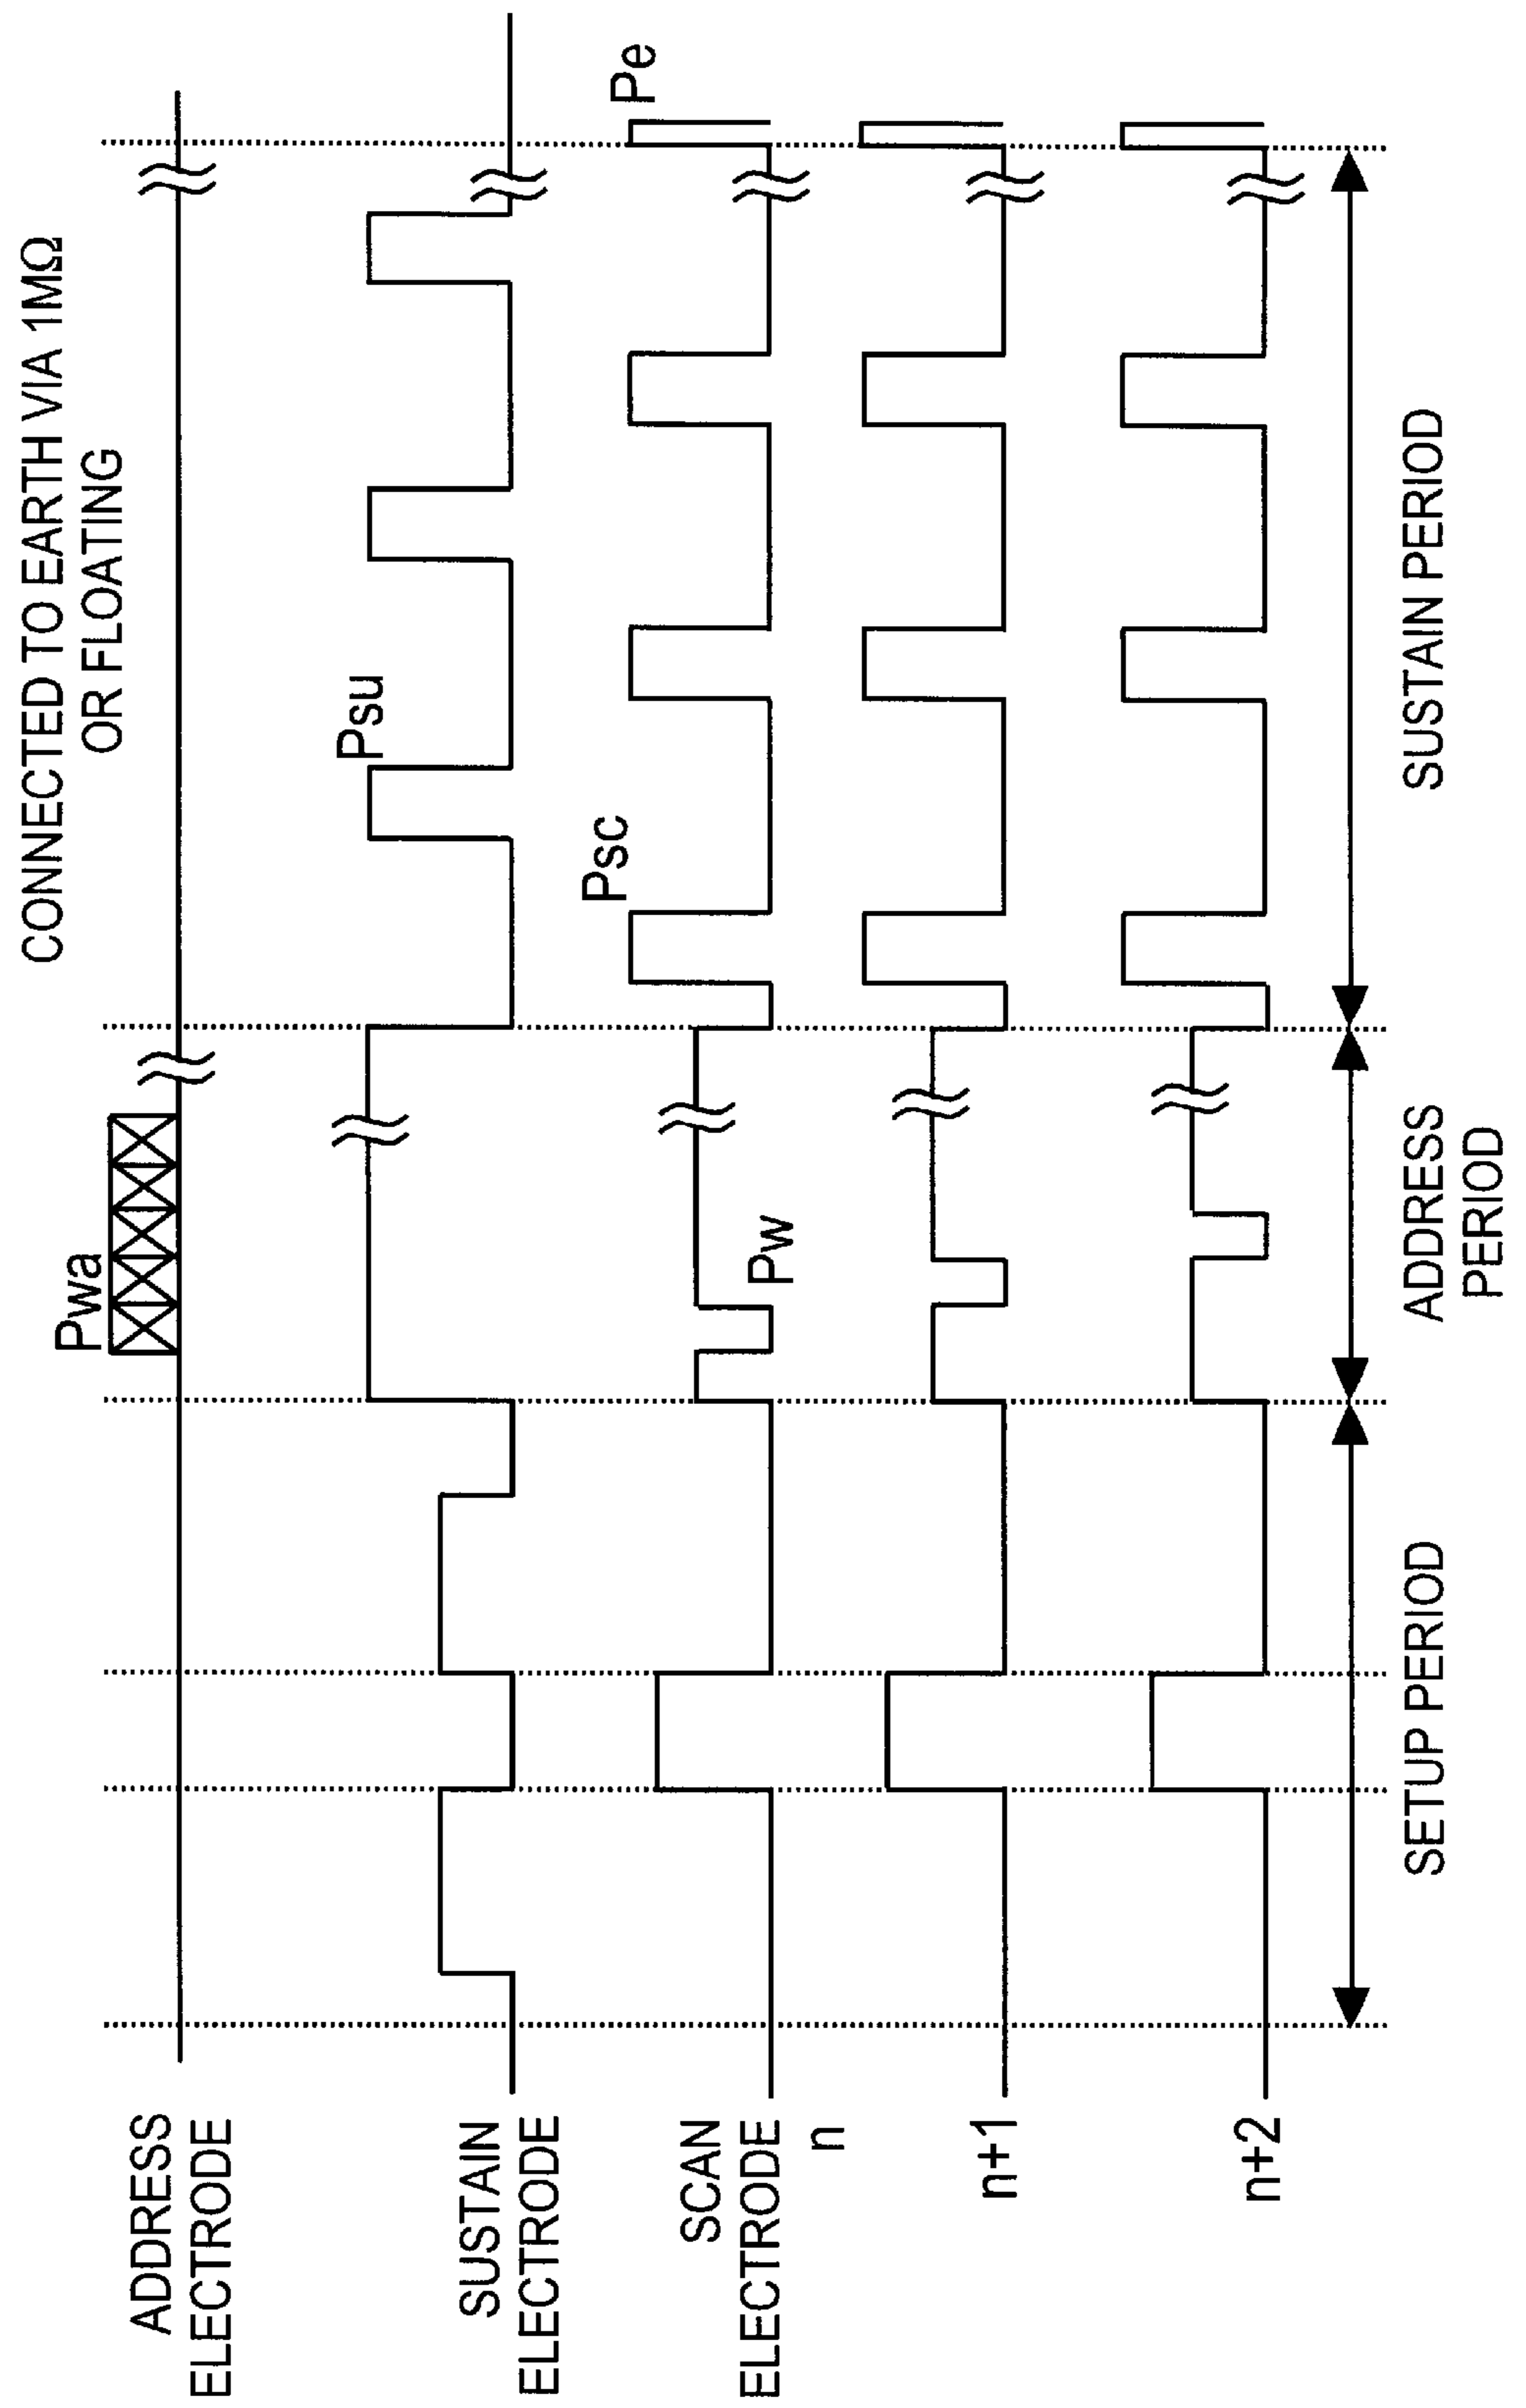 CONNECTED TO EARTH VIA 1MΩ
OR FLOATING
Pwa
ADDRESS
ELECTRODE
Psu
SUSTAIN
ELECTRODE
Psc
Pe
Pw
SCAN
ELECTRODE
n
n+1
n+2
SETUP PERIOD
ADDRESS
PERIOD
SUSTAIN PERIOD